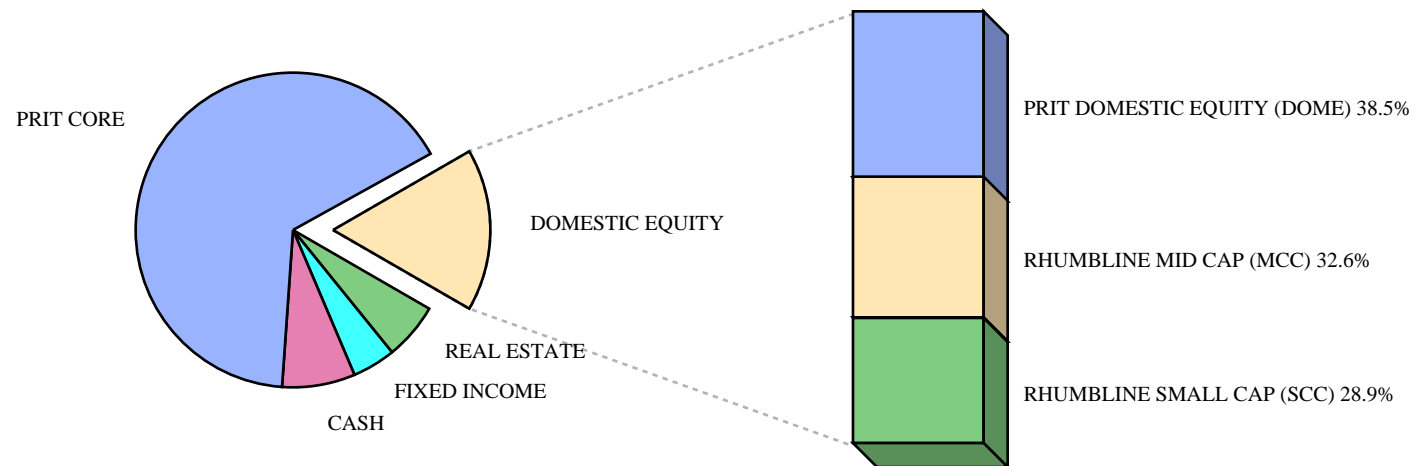 PRIT CORE
DOMESTIC EQUITY
REAL ESTATE
FIXED INCOME
CASH
PRIT DOMESTIC EQUITY (DOME) 38.5%
RHUMBLINE MID CAP (MCC) 32.6%
RHUMBLINE SMALL CAP (SCC) 28.9%